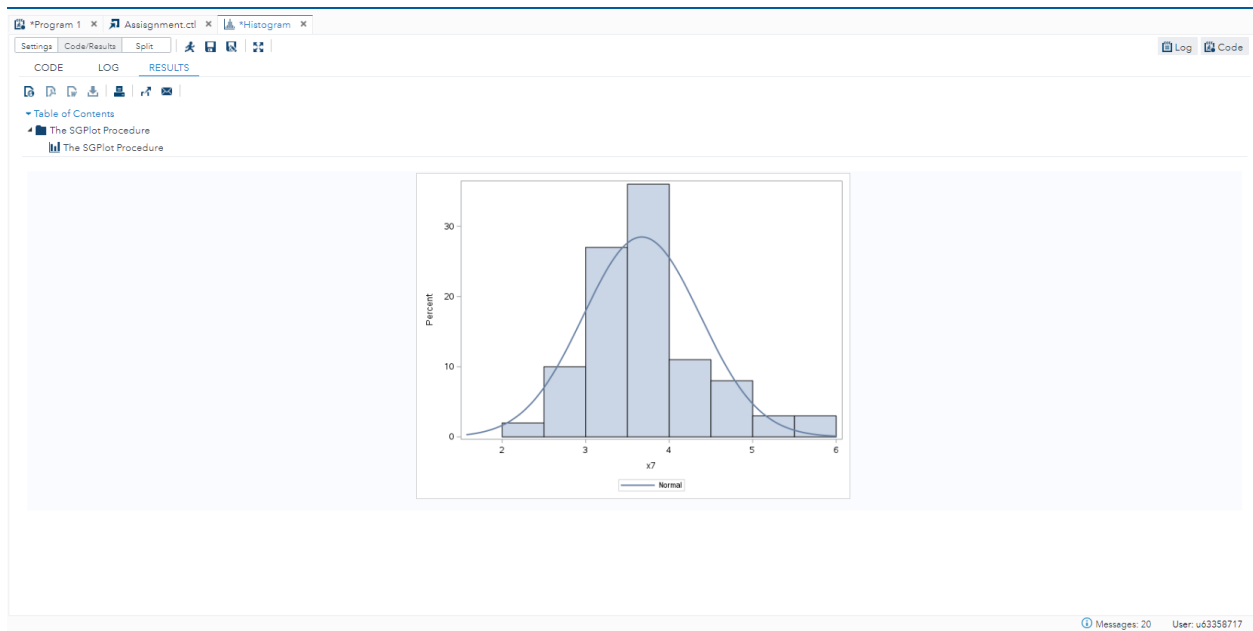 *Program 1 × Assisgnment.ctl × *Histogram ×
Settings Code/Results Split Log Code
CODE LOG RESULTS
Table of Contents
The SGPlot Procedure
The SGPlot Procedure
30
20
Percent
10
0
2 3 4 5 6
x7
Normal
Messages: 20 User: u63358717